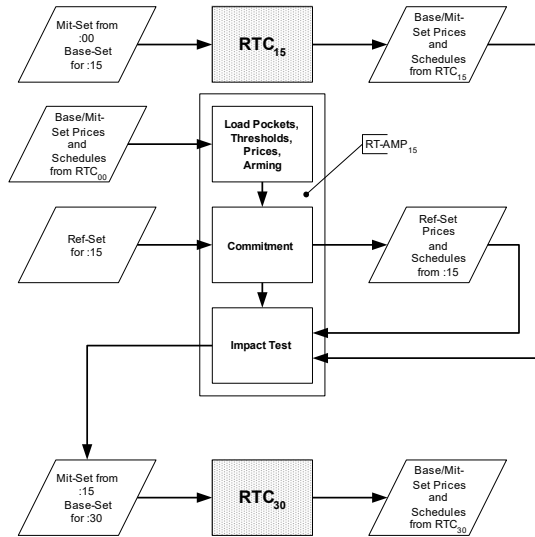 Mit-Set from
:00
Base-Set
for :15
RTC15
Base/Mit-
Set Prices
and
Schedules
from RTC15
Base/Mit-
Set Prices
and
Schedules
from RTC00
Load Pockets,
Thresholds,
Prices,
Arming
RT-AMP15
Ref-Set
for :15
Commitment
Ref-Set
Prices
and
Schedules
from :15
Impact Test
Mit-Set from
:15
Base-Set
for :30
RTC30
Base/Mit-
Set Prices
and
Schedules
from RTC30